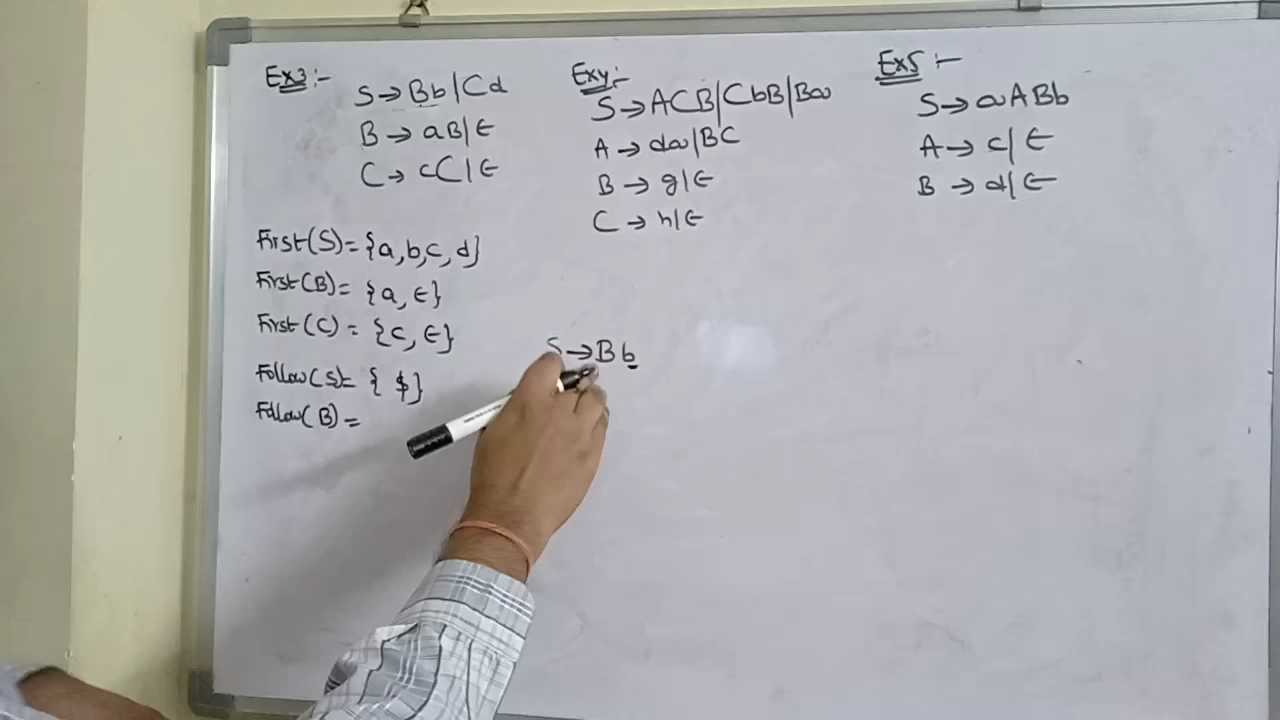 Ex3:-
S→Bb|Cd
B→aB|∈
C→cC|∈
First(S)={a,b,c,d}
First(B)={a,∈}
First(C)={c,∈}
Follow(S)={$}
Follow(B)=
Ex4:-
S→ACB|CbB|Ba
A→da|BC
B→g|∈
C→h|∈
S→Bb
Ex5:-
S→aABb
A→c|∈
B→d|∈